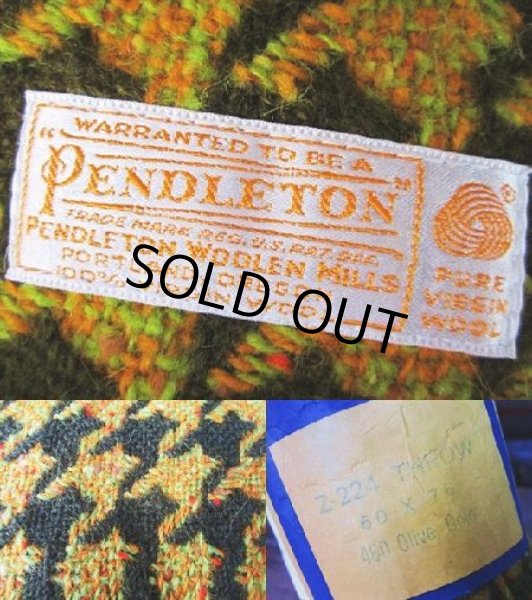 WARRANTED TO BE A
"PENDLETON"
TRADE MARK REG. U.S. PAT. OFF.
PENDLETON WOOLEN MILLS
PORTLAND, OREGON
100%
®
PURE
VIRGIN
WOOL
SOLD OUT
Z-224 THROW
60 X
460 Olive